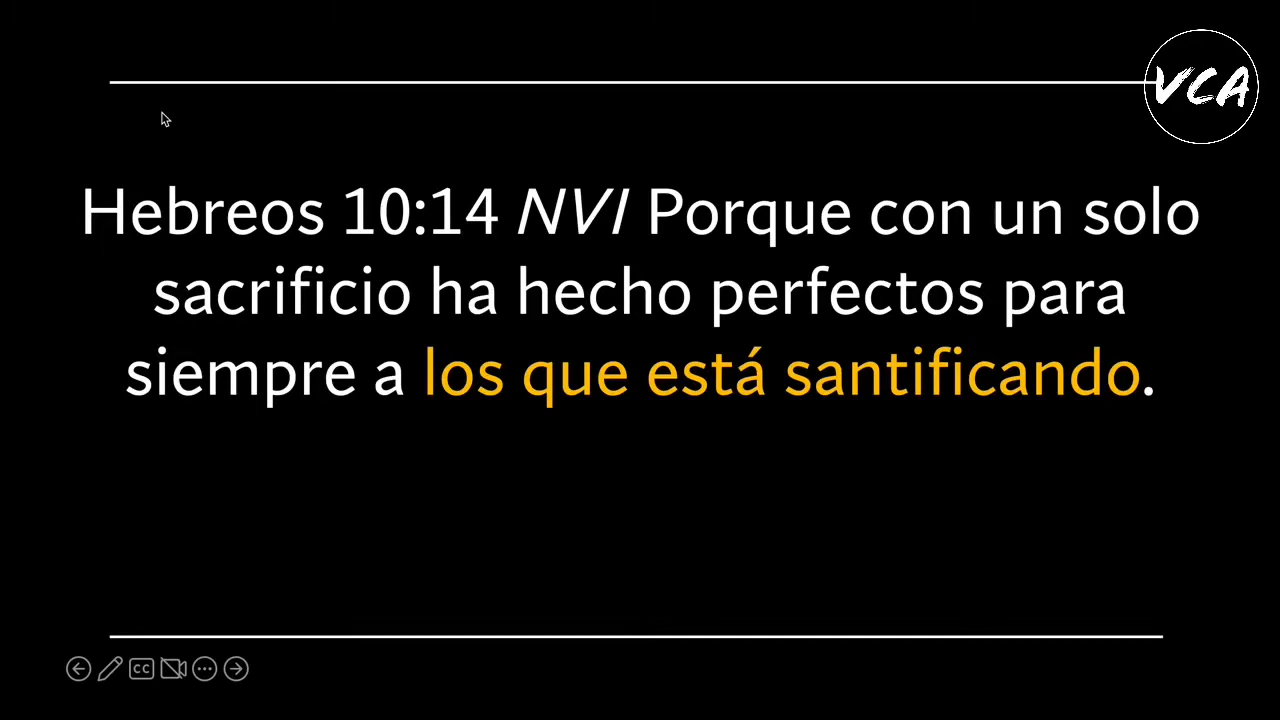 VCA
Hebreos 10:14 NVI Porque con un solo
sacrificio ha hecho perfectos para
siempre a los que está santificando.
CC